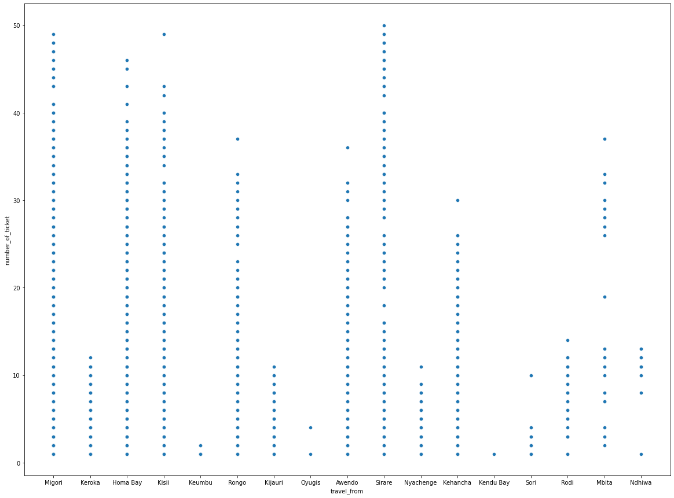 number_of_ticket
50
40
30
20
10
0
Migori Keroka Homa Bay Kisii Keumbu Rongo Kijauri Oyugis Awendo Sirare Nyachenge Kehancha Kendu Bay Sori Rodi Mbita Ndhiwa
travel_from